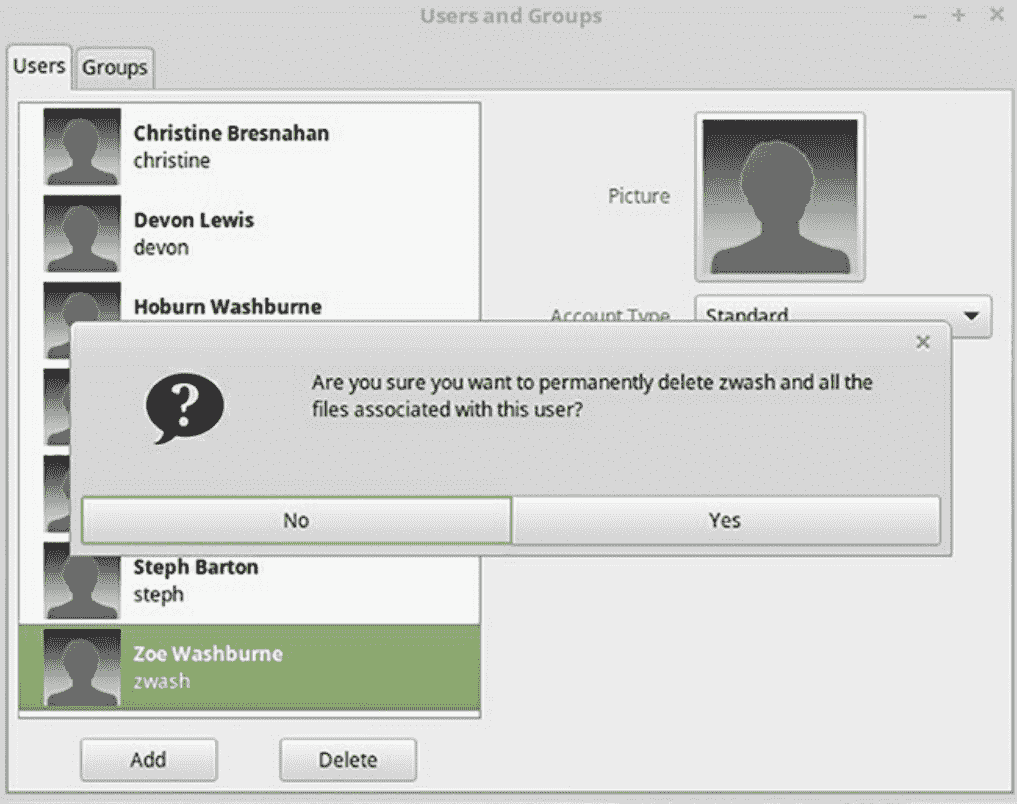 Users and Groups
Users Groups
Christine Bresnahan
christine
Devon Lewis
devon
Hoburn Washburne
Picture
Account Type Standard
Are you sure you want to permanently delete zwash and all the
files associated with this user?
No Yes
Steph Barton
steph
Zoe Washburne
zwash
Add Delete